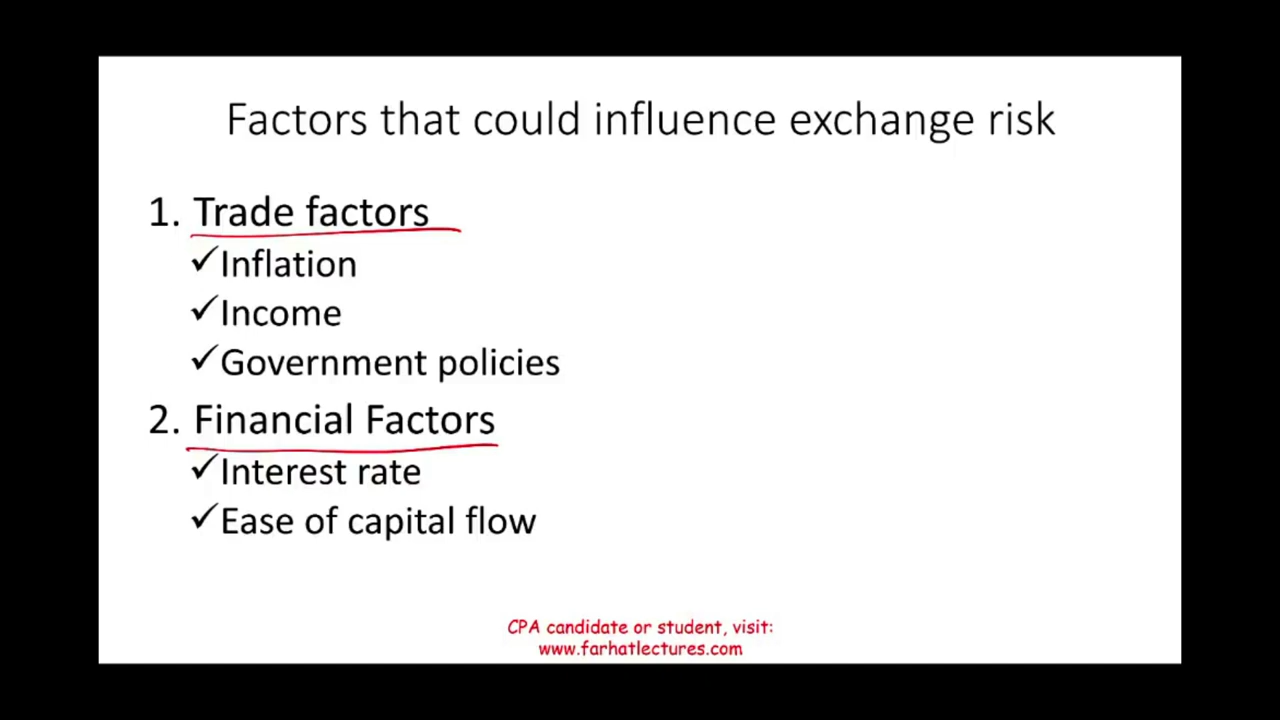 Factors that could influence exchange risk
1. Trade factors
✓Inflation
✓Income
✓Government policies
2. Financial Factors
✓Interest rate
✓Ease of capital flow
CPA candidate or student, visit:
www.farhatlectures.com